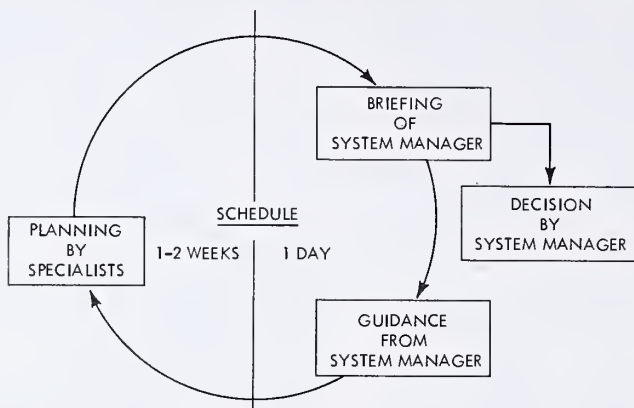 BRIEFING
OF
SYSTEM MANAGER
DECISION
BY
SYSTEM MANAGER
SCHEDULE
PLANNING
BY
SPECIALISTS
1-2 WEEKS
1 DAY
GUIDANCE
FROM
SYSTEM MANAGER